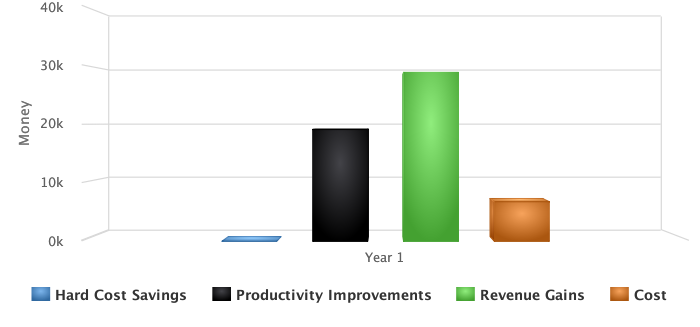 40k
30k
20k
10k
0k
Money
Year 1
Hard Cost Savings
Productivity Improvements
Revenue Gains
Cost